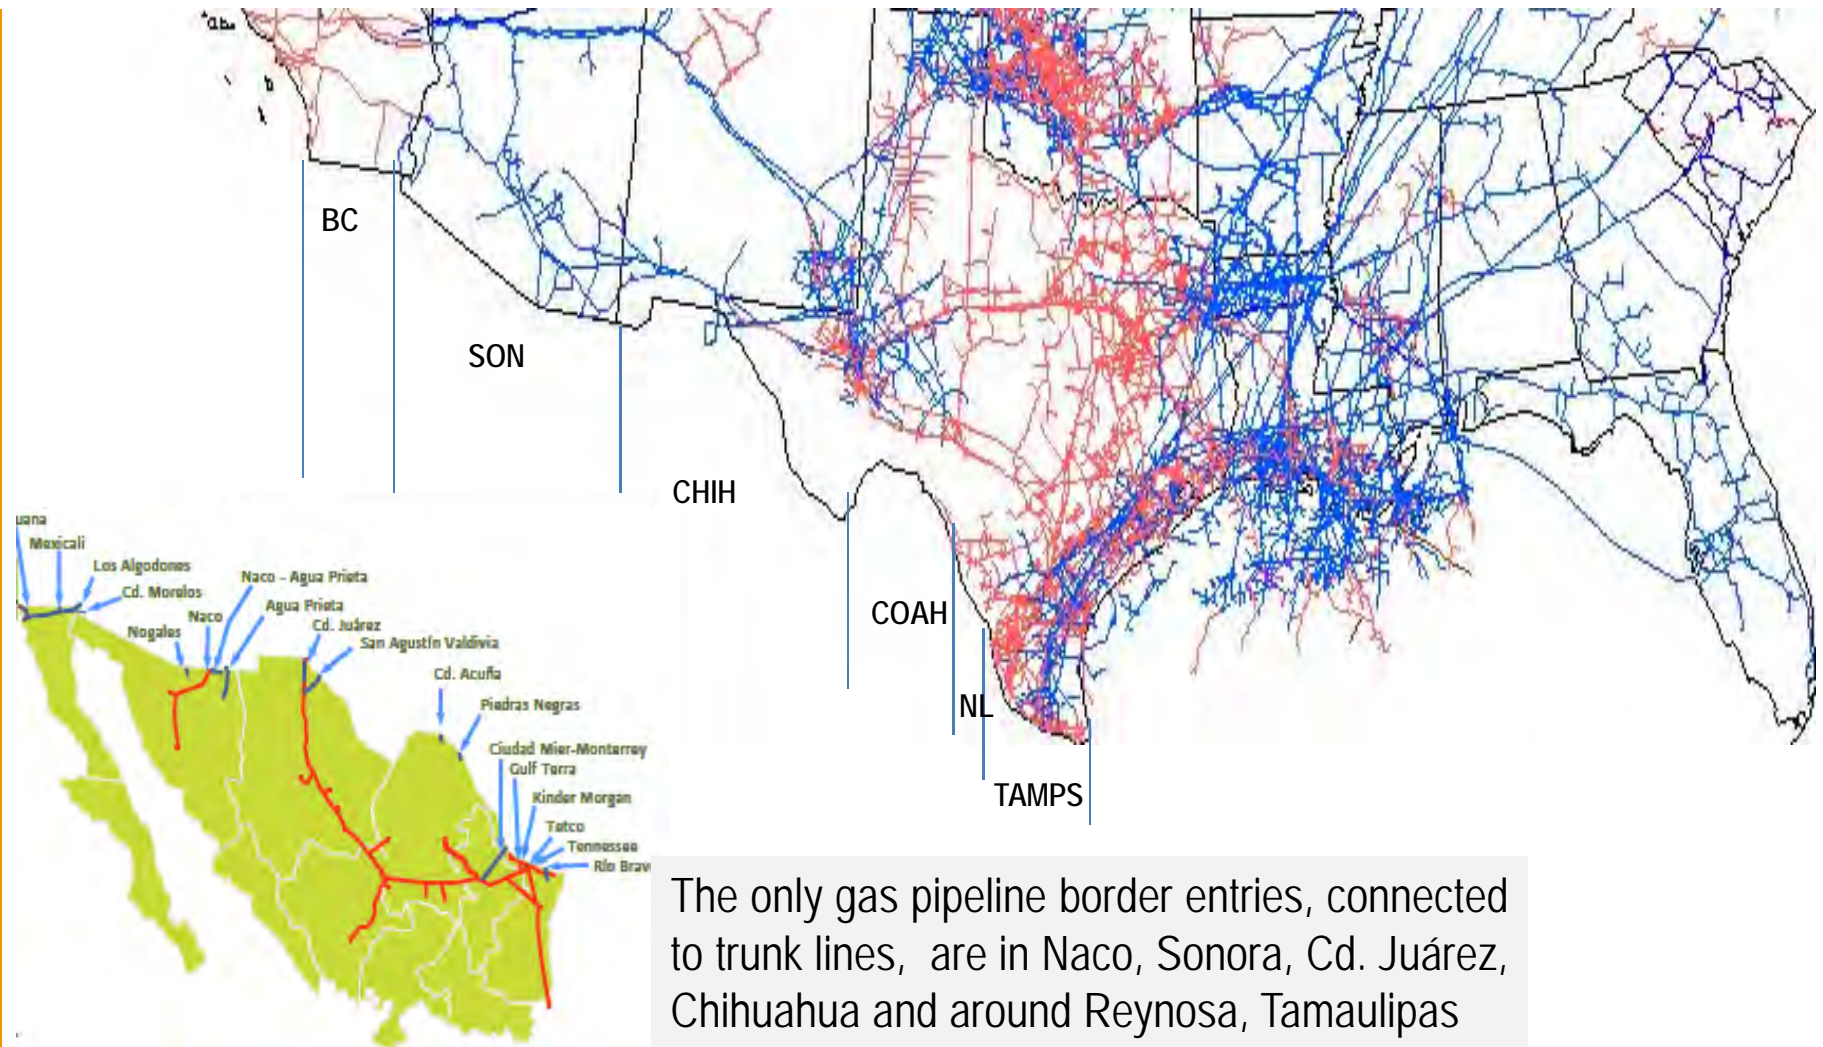 BC
SON
CHIH
COAH
NL
TAMPS
uana
Mexicali
Los Algodones
Cd. Morelos
Naco - Agua Prieta
Agua Prieta
Naco
Nogales
Cd. Juárez
San Agustín Valdivia
Cd. Acuña
Piedras Negras
Ciudad Mier-Monterrey
Gulf Terra
Kinder Morgan
Tetco
Tennessee
Río Brav
The only gas pipeline border entries, connected
to trunk lines, are in Naco, Sonora, Cd. Juárez,
Chihuahua and around Reynosa, Tamaulipas